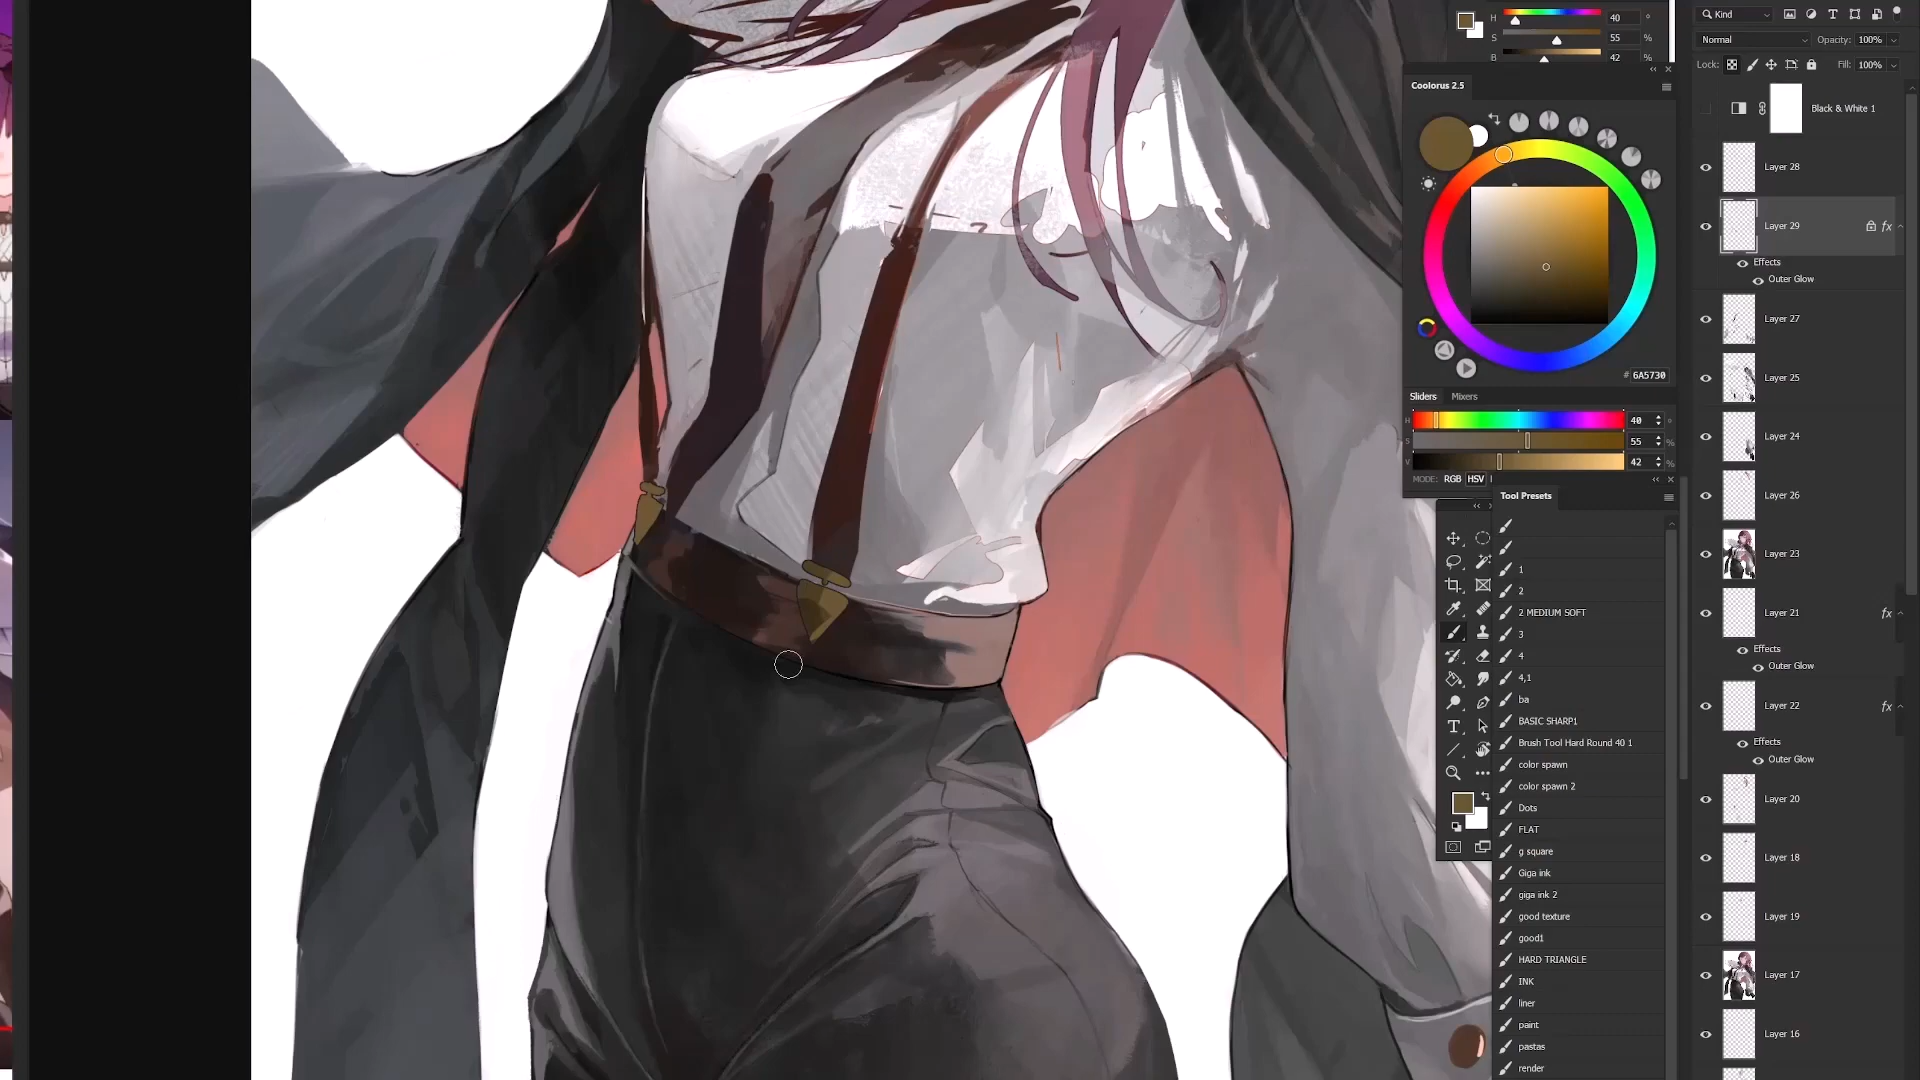 H 40 °
S 55 %
B 42 %
Coolorus 2.5
# 6A5730
Sliders Mixers
H 40 °
S 55 %
V 42 %
MODE: RGB HSV
Tool Presets
1
2
2 MEDIUM SOFT
3
4
4,1
ba
BASIC SHARP1
Brush Tool Hard Round 40 1
color spawn
color spawn 2
Dots
FLAT
g square
Giga ink
giga ink 2
good texture
good1
HARD TRIANGLE
INK
liner
paint
pastas
render
Kind
Normal Opacity: 100%
Lock: Fill: 100%
Black & White 1
Layer 28
Layer 29 fx
Effects
Outer Glow
Layer 27
Layer 25
Layer 24
Layer 26
Layer 23
Layer 21 fx
Effects
Outer Glow
Layer 22 fx
Effects
Outer Glow
Layer 20
Layer 18
Layer 19
Layer 17
Layer 16